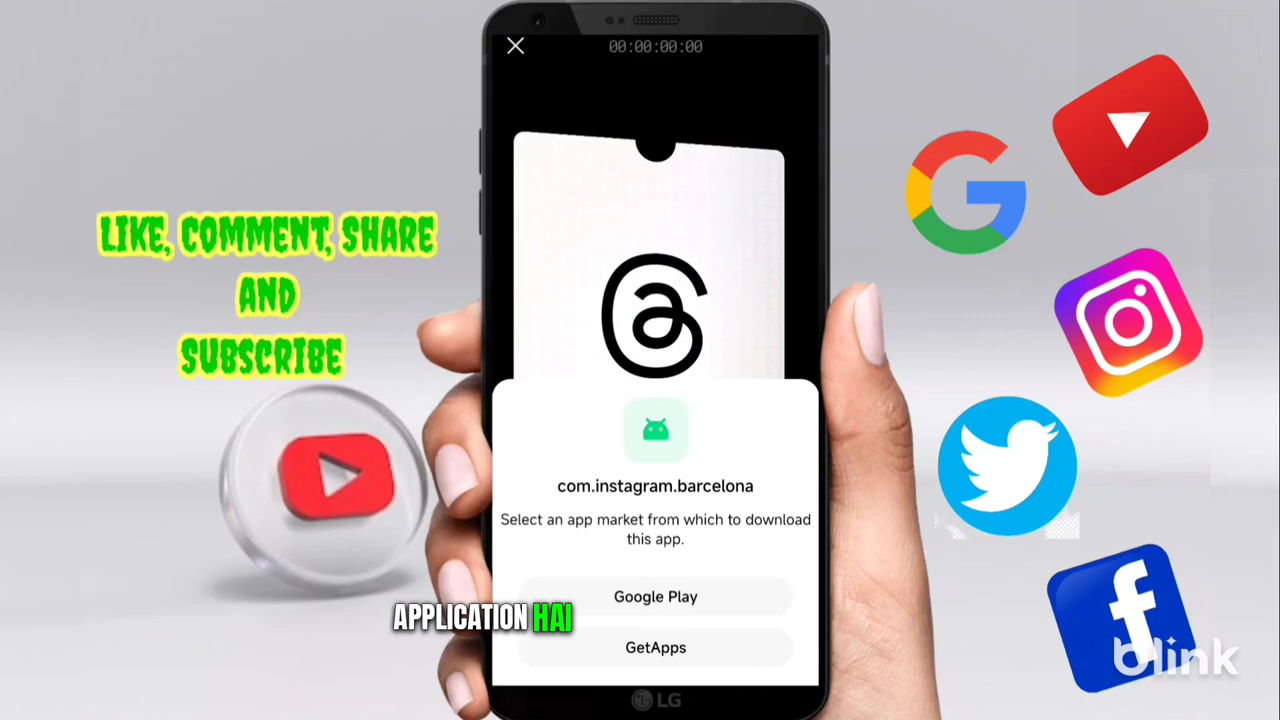 00:00:00:00
LIKE, COMMENT, SHARE
AND
SUBSCRIBE
com.instagram.barcelona
Select an app market from which to download
this app.
Google Play
APPLICATION HAI
GetApps
blink
LG